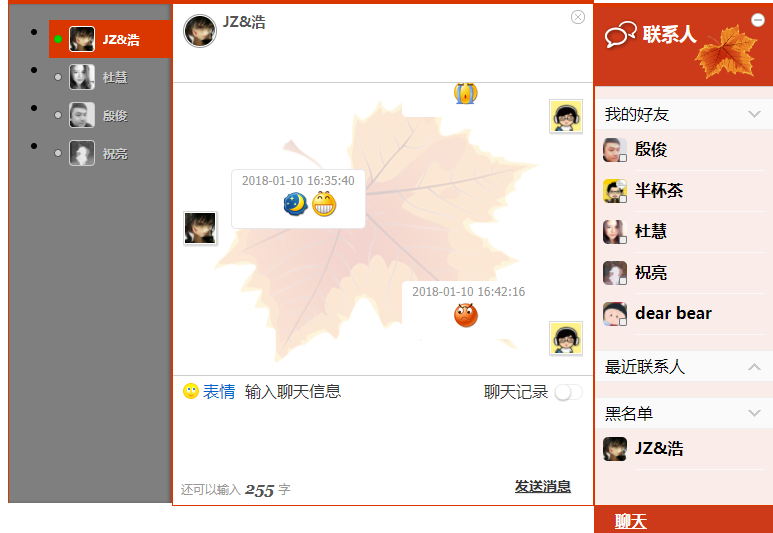 JZ&浩
杜慧
殷俊
祝亮
JZ&浩
2018-01-10 16:35:40
2018-01-10 16:42:16
表情 输入聊天信息
聊天记录
还可以输入 255 字
发送消息
联系人
我的好友
殷俊
半杯茶
杜慧
祝亮
dear bear
最近联系人
黑名单
JZ&浩
聊天